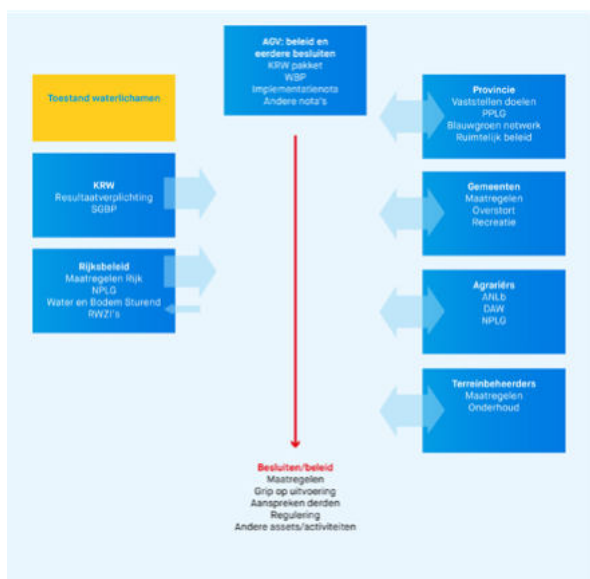 AGV: beleid en
eerdere besluiten
KRW pakket
WBP
Implementatienota
Andere nota's
Toestand waterlichamen
KRW
Resultaatverplichting
SGBP
Rijksbeleid
Maatregelen Rijk
NPLG
Water en Bodem Sturend
RWZI's
Provincie
Vaststellen doelen
PPLG
Blauwgroen netwerk
Ruimtelijk beleid
Gemeenten
Maatregelen
Overstort
Recreatie
Agrariërs
ANLb
DAW
NPLG
Terreinbeheerders
Maatregelen
Onderhoud
Besluiten/beleid
Maatregelen
Grip op uitvoering
Aanspreken derden
Regulering
Andere assets/activiteiten